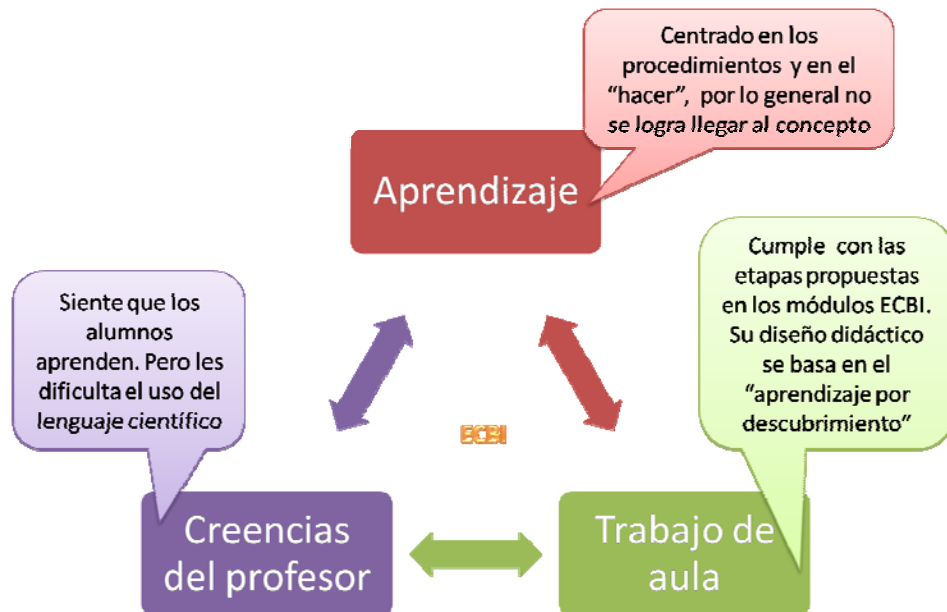 Centrado en los
procedimientos y en el
“hacer”, por lo general no
se logra llegar al concepto
Aprendizaje
Cumple con las
etapas propuestas
en los módulos ECBI.
Su diseño didáctico
se basa en el
“aprendizaje por
descubrimiento”
Siente que los
alumnos
aprenden. Pero les
dificulta el uso del
lenguaje científico
ECBI
Creencias
del profesor
Trabajo de
aula